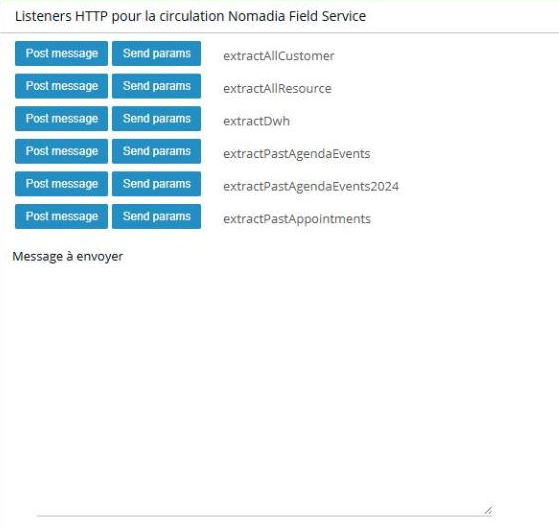 Listeners HTTP pour la circulation Nomadia Field Service
Post message Send params extractAllCustomer
Post message Send params extractAllResource
Post message Send params extractDwh
Post message Send params extractPastAgendaEvents
Post message Send params extractPastAgendaEvents2024
Post message Send params extractPastAppointments
Message à envoyer